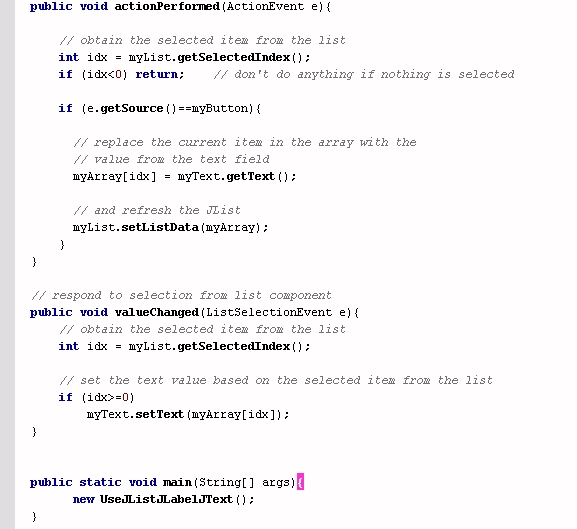 public void actionPerformed(ActionEvent e){
// obtain the selected item from the list
int idx = myList.getSelectedIndex();
if (idx<0) return;    // don't do anything if nothing is selected
if (e.getSource()==myButton){
// replace the current item in the array with the
// value from the text field
myArray[idx] = myText.getText();
// and refresh the JList
myList.setListData(myArray);
}
}
// respond to selection from list component
public void valueChanged(ListSelectionEvent e){
// obtain the selected item from the list
int idx = myList.getSelectedIndex();
// set the text value based on the selected item from the list
if (idx>=0)
myText.setText(myArray[idx]);
}
public static void main(String[] args){
new UseJListJLabelJText();
}